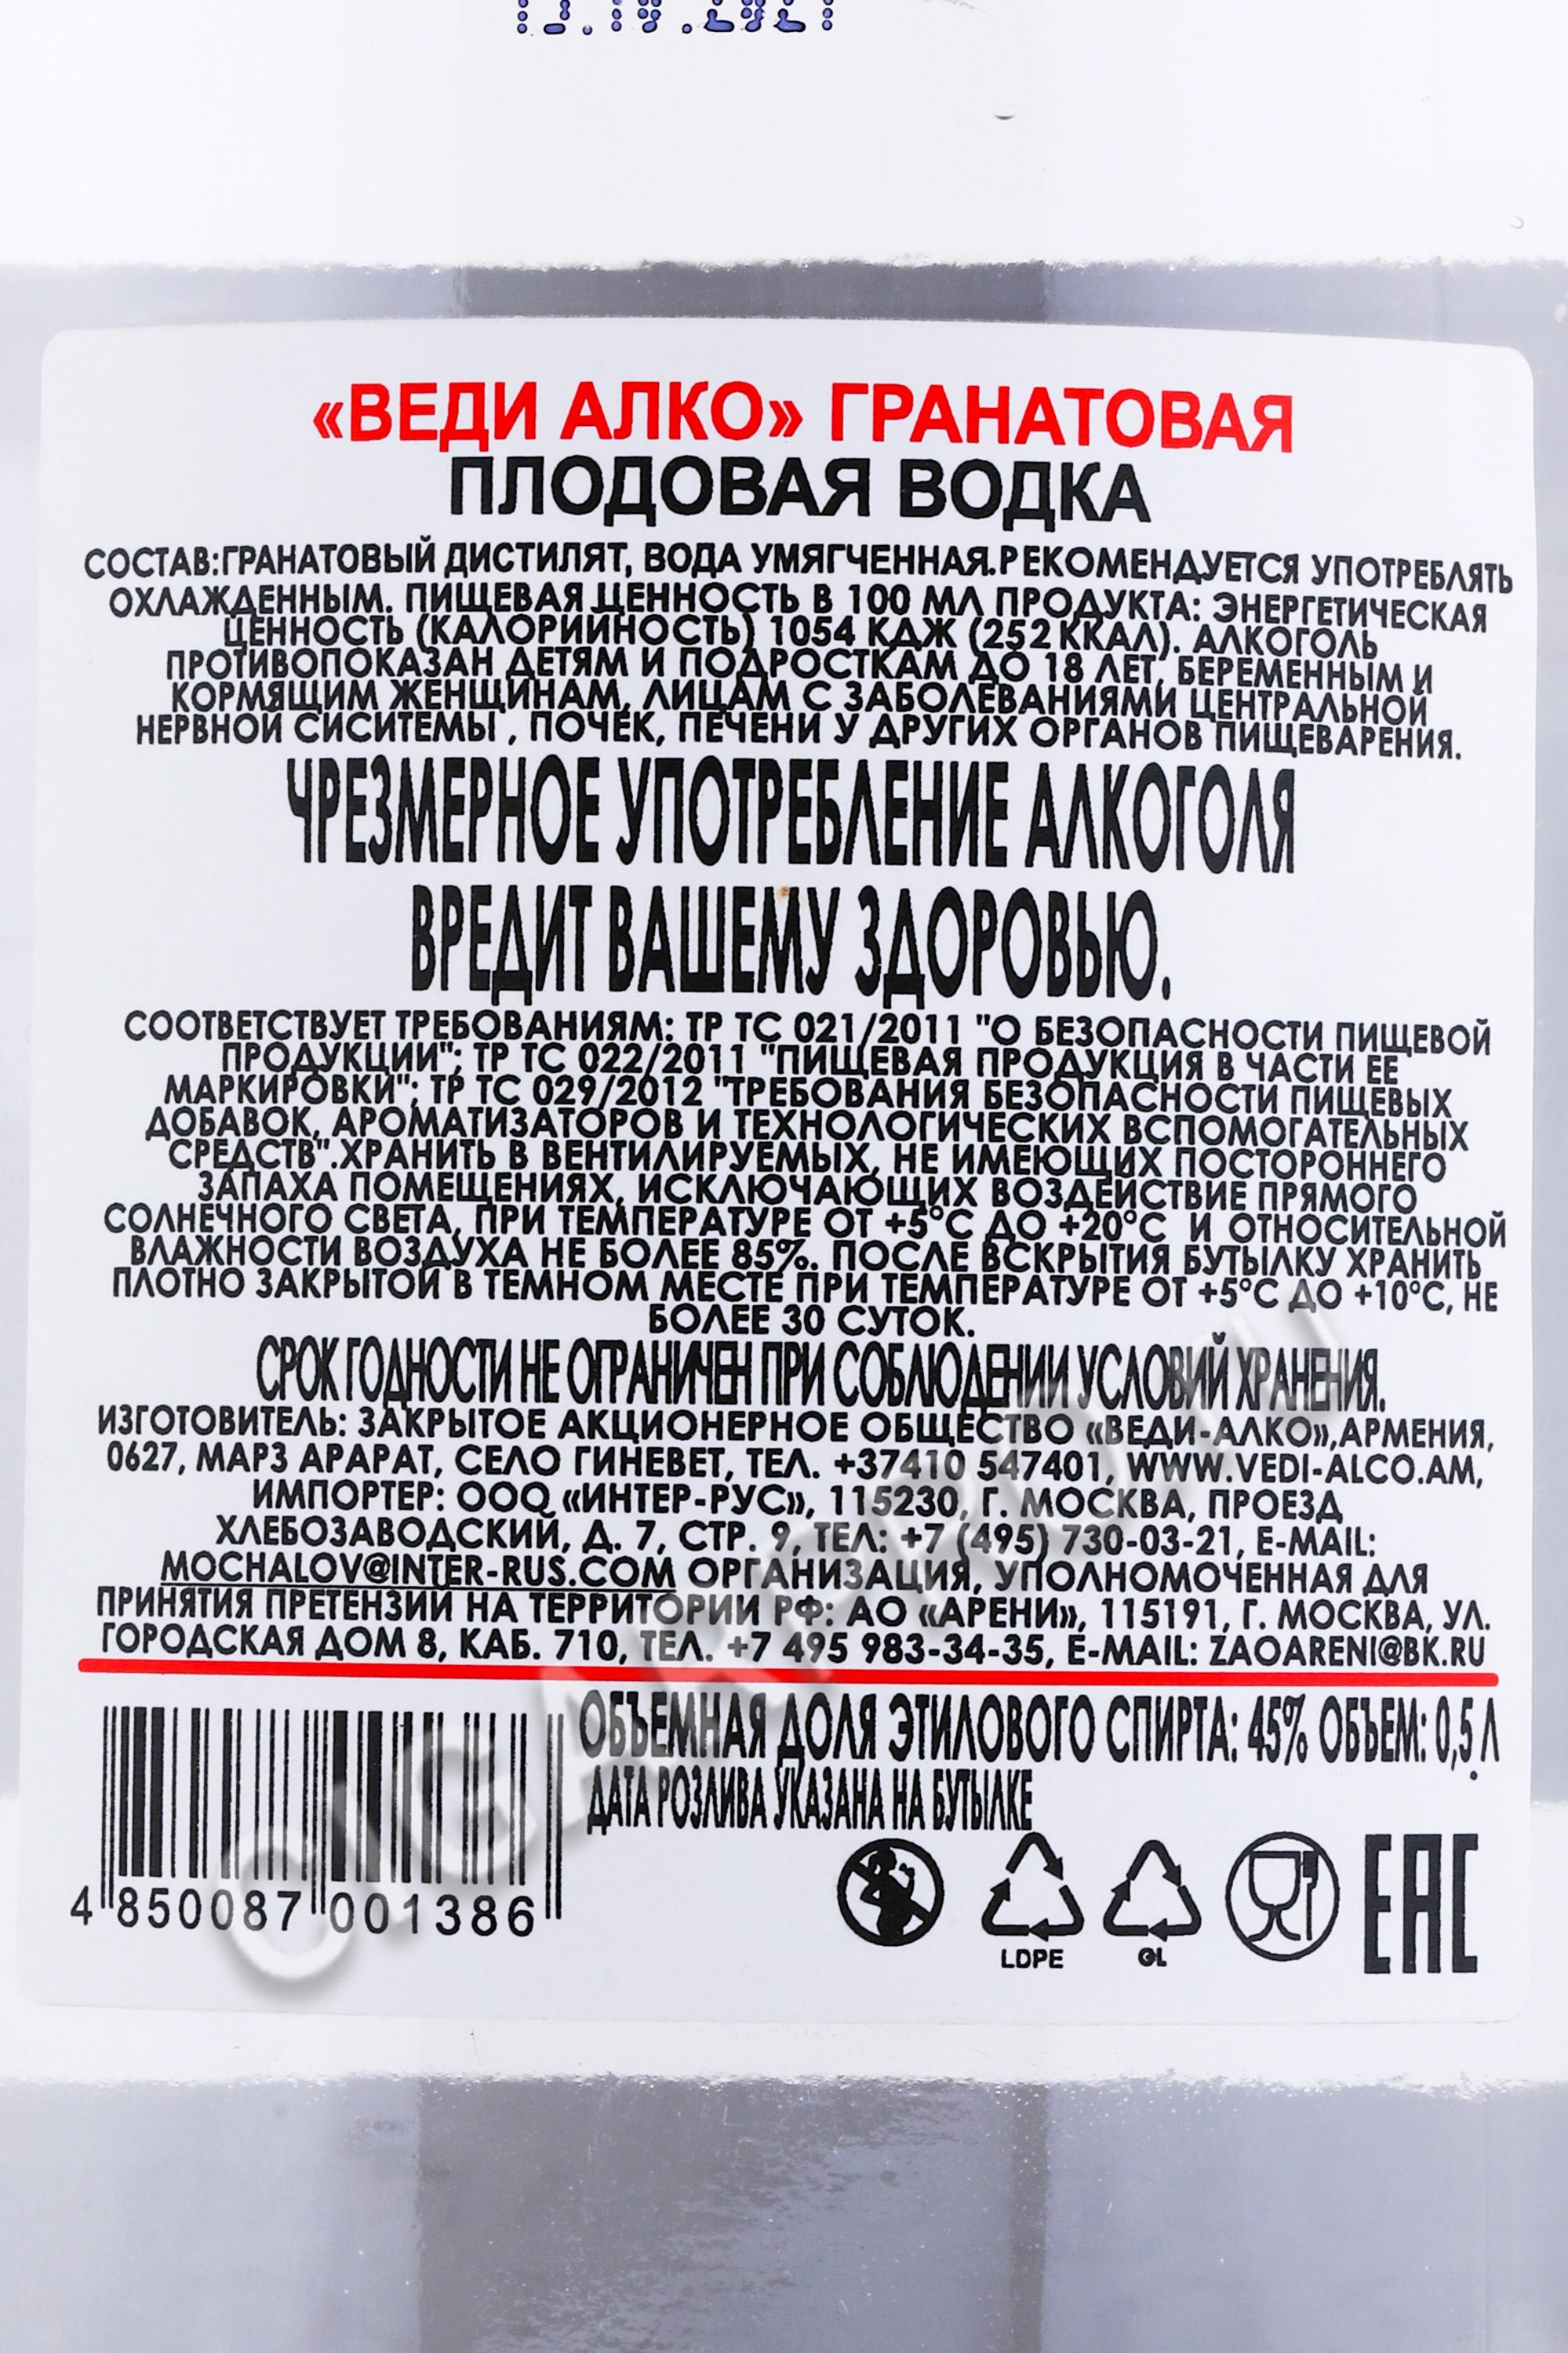 «ВЕДИ АЛКО» ГРАНАТОВАЯ
ПЛОДОВАЯ ВОДКА
СОСТАВ:ГРАНАТОВЫЙ ДИСТИЛЯТ, ВОДА УМЯГЧЕННАЯ.РЕКОМЕНДУЕТСЯ УПОТРЕБЛЯТЬ
ОХЛАЖДЕННЫМ. ПИЩЕВАЯ ЦЕННОСТЬ В 100 МЛ ПРОДУКТА: ЭНЕРГЕТИЧЕСКАЯ
ЦЕННОСТЬ (КАЛОРИЙНОСТЬ) 1054 КДЖ (252 ККАЛ). АЛКОГОЛЬ
ПРОТИВОПОКАЗАН ДЕТЯМ И ПОДРОСТКАМ ДО 18 ЛЕТ, БЕРЕМЕННЫМ И
КОРМЯЩИМ ЖЕНЩИНАМ, ЛИЦАМ С ЗАБОЛЕВАНИЯМИ ЦЕНТРАЛЬНОЙ
НЕРВНОЙ СИСИТЕМЫ , ПОЧЕК, ПЕЧЕНИ У ДРУГИХ ОРГАНОВ ПИЩЕВАРЕНИЯ.
ЧРЕЗМЕРНОЕ УПОТРЕБЛЕНИЕ АЛКОГОЛЯ
ВРЕДИТ ВАШЕМУ ЗДОРОВЬЮ.
СООТВЕТСТВУЕТ ТРЕБОВАНИЯМ: ТР ТС 021/2011 "О БЕЗОПАСНОСТИ ПИЩЕВОЙ
ПРОДУКЦИИ"; ТР ТС 022/2011 "ПИЩЕВАЯ ПРОДУКЦИЯ В ЧАСТИ ЕЕ
МАРКИРОВКИ"; ТР ТС 029/2012 "ТРЕБОВАНИЯ БЕЗОПАСНОСТИ ПИЩЕВЫХ
ДОБАВОК, АРОМАТИЗАТОРОВ И ТЕХНОЛОГИЧЕСКИХ ВСПОМОГАТЕЛЬНЫХ
СРЕДСТВ".ХРАНИТЬ В ВЕНТИЛИРУЕМЫХ, НЕ ИМЕЮЩИХ ПОСТОРОННЕГО
ЗАПАХА ПОМЕЩЕНИЯХ, ИСКЛЮЧАЮЩИХ ВОЗДЕЙСТВИЕ ПРЯМОГО
СОЛНЕЧНОГО СВЕТА, ПРИ ТЕМПЕРАТУРЕ ОТ +5°С ДО +20°С И ОТНОСИТЕЛЬНОЙ
ВЛАЖНОСТИ ВОЗДУХА НЕ БОЛЕЕ 85%. ПОСЛЕ ВСКРЫТИЯ БУТЫЛКУ ХРАНИТЬ
ПЛОТНО ЗАКРЫТОЙ В ТЕМНОМ МЕСТЕ ПРИ ТЕМПЕРАТУРЕ ОТ +5°С ДО +10°С, НЕ
БОЛЕЕ 30 СУТОК.
СРОК ГОДНОСТИ НЕ ОГРАНИЧЕН ПРИ СОБЛЮДЕНИИ УСЛОВИЙ ХРАНЕНИЯ.
ИЗГОТОВИТЕЛЬ: ЗАКРЫТОЕ АКЦИОНЕРНОЕ ОБЩЕСТВО «ВЕДИ-АЛКО»,АРМЕНИЯ,
0627, МАРЗ АРАРАТ, СЕЛО ГИНЕВЕТ, ТЕЛ. +37410 547401, WWW.VEDI-ALCO.AM,
ИМПОРТЕР: ООО «ИНТЕР-РУС», 115230, Г. МОСКВА, ПРОЕЗД
ХЛЕБОЗАВОДСКИЙ, Д. 7, СТР. 9, ТЕЛ: +7 (495) 730-03-21, E-MAIL:
MOCHALOV@INTER-RUS.COM ОРГАНИЗАЦИЯ, УПОЛНОМОЧЕННАЯ ДЛЯ
ПРИНЯТИЯ ПРЕТЕНЗИЙ НА ТЕРРИТОРИИ РФ: АО «АРЕНИ», 115191, Г. МОСКВА, УЛ.
ГОРОДСКАЯ ДОМ 8, КАБ. 710, ТЕЛ. +7 495 983-34-35, E-MAIL: ZAOARENI@BK.RU
ОБЪЕМНАЯ ДОЛЯ ЭТИЛОВОГО СПИРТА: 45% ОБЪЕМ: 0,5 Л
ДАТА РОЗЛИВА УКАЗАНА НА БУТЫЛКЕ
4 850087 001386
LDPE
GL
EAC
CIGARPRO.RU